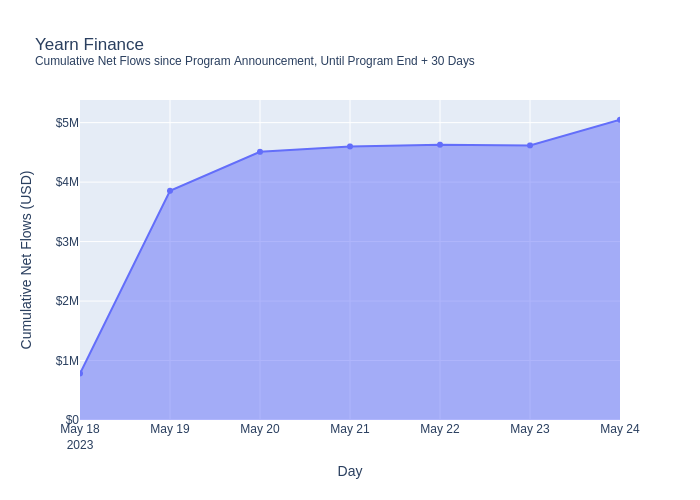 Yearn Finance
Cumulative Net Flows since Program Announcement, Until Program End + 30 Days
Cumulative Net Flows (USD)
$5M
$4M
$3M
$2M
$1M
$0
May 18
2023
May 19
May 20
May 21
May 22
May 23
May 24
Day